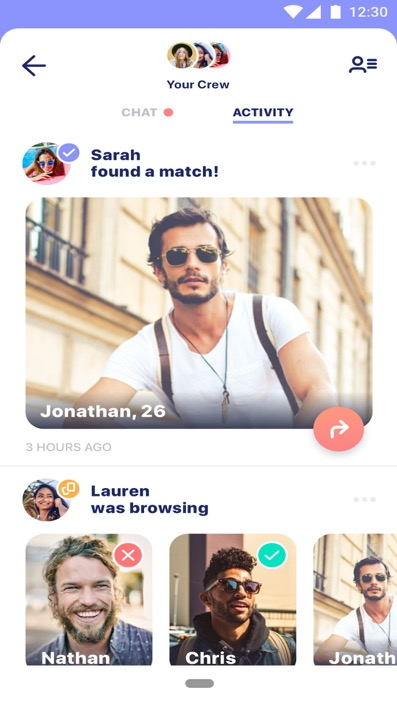 12:30
Your Crew
CHAT
ACTIVITY
Sarah
found a match!
Jonathan, 26
3 HOURS AGO
Lauren
was browsing
Nathan
Chris
Jonath